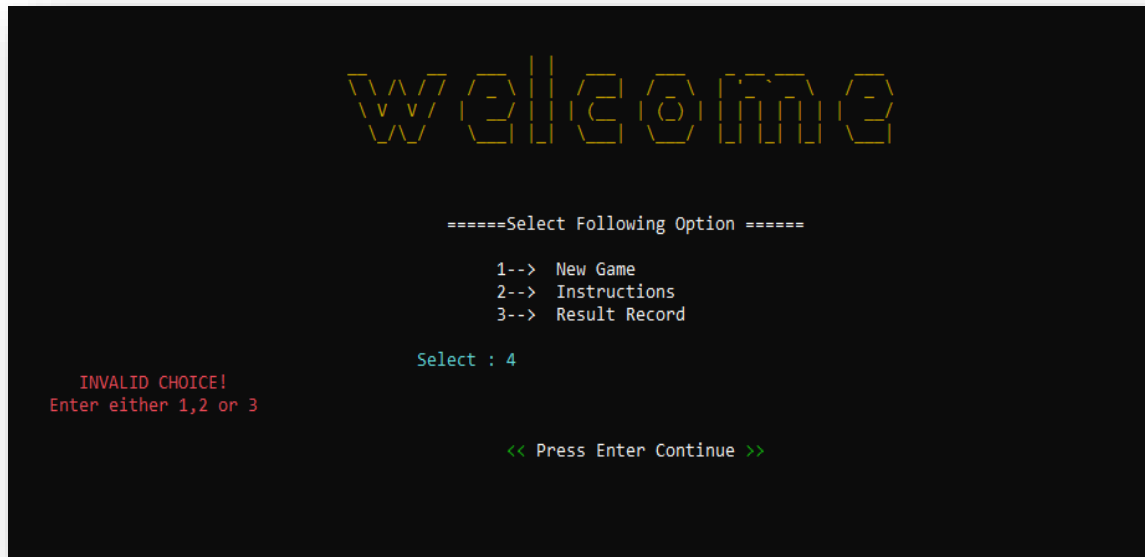 welcome
======Select Following Option ======
1--> New Game
2--> Instructions
3--> Result Record
Select : 4
INVALID CHOICE!
Enter either 1,2 or 3
<< Press Enter Continue >>